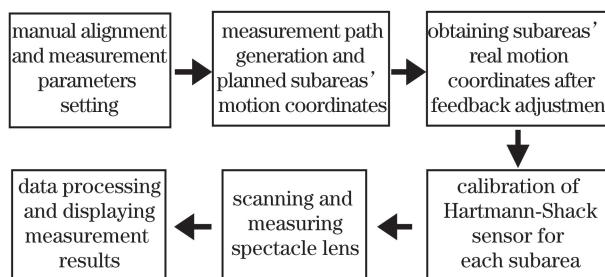 manual alignment
and measurement
parameters
setting
measurement path
generation and
planned subareas'
motion coordinates
obtaining subareas'
real motion
coordinates after
feedback adjustmen
calibration of
Hartmann-Shack
sensor for
each subarea
scanning and
measuring
spectacle lens
data processing
and displaying
measurement
results